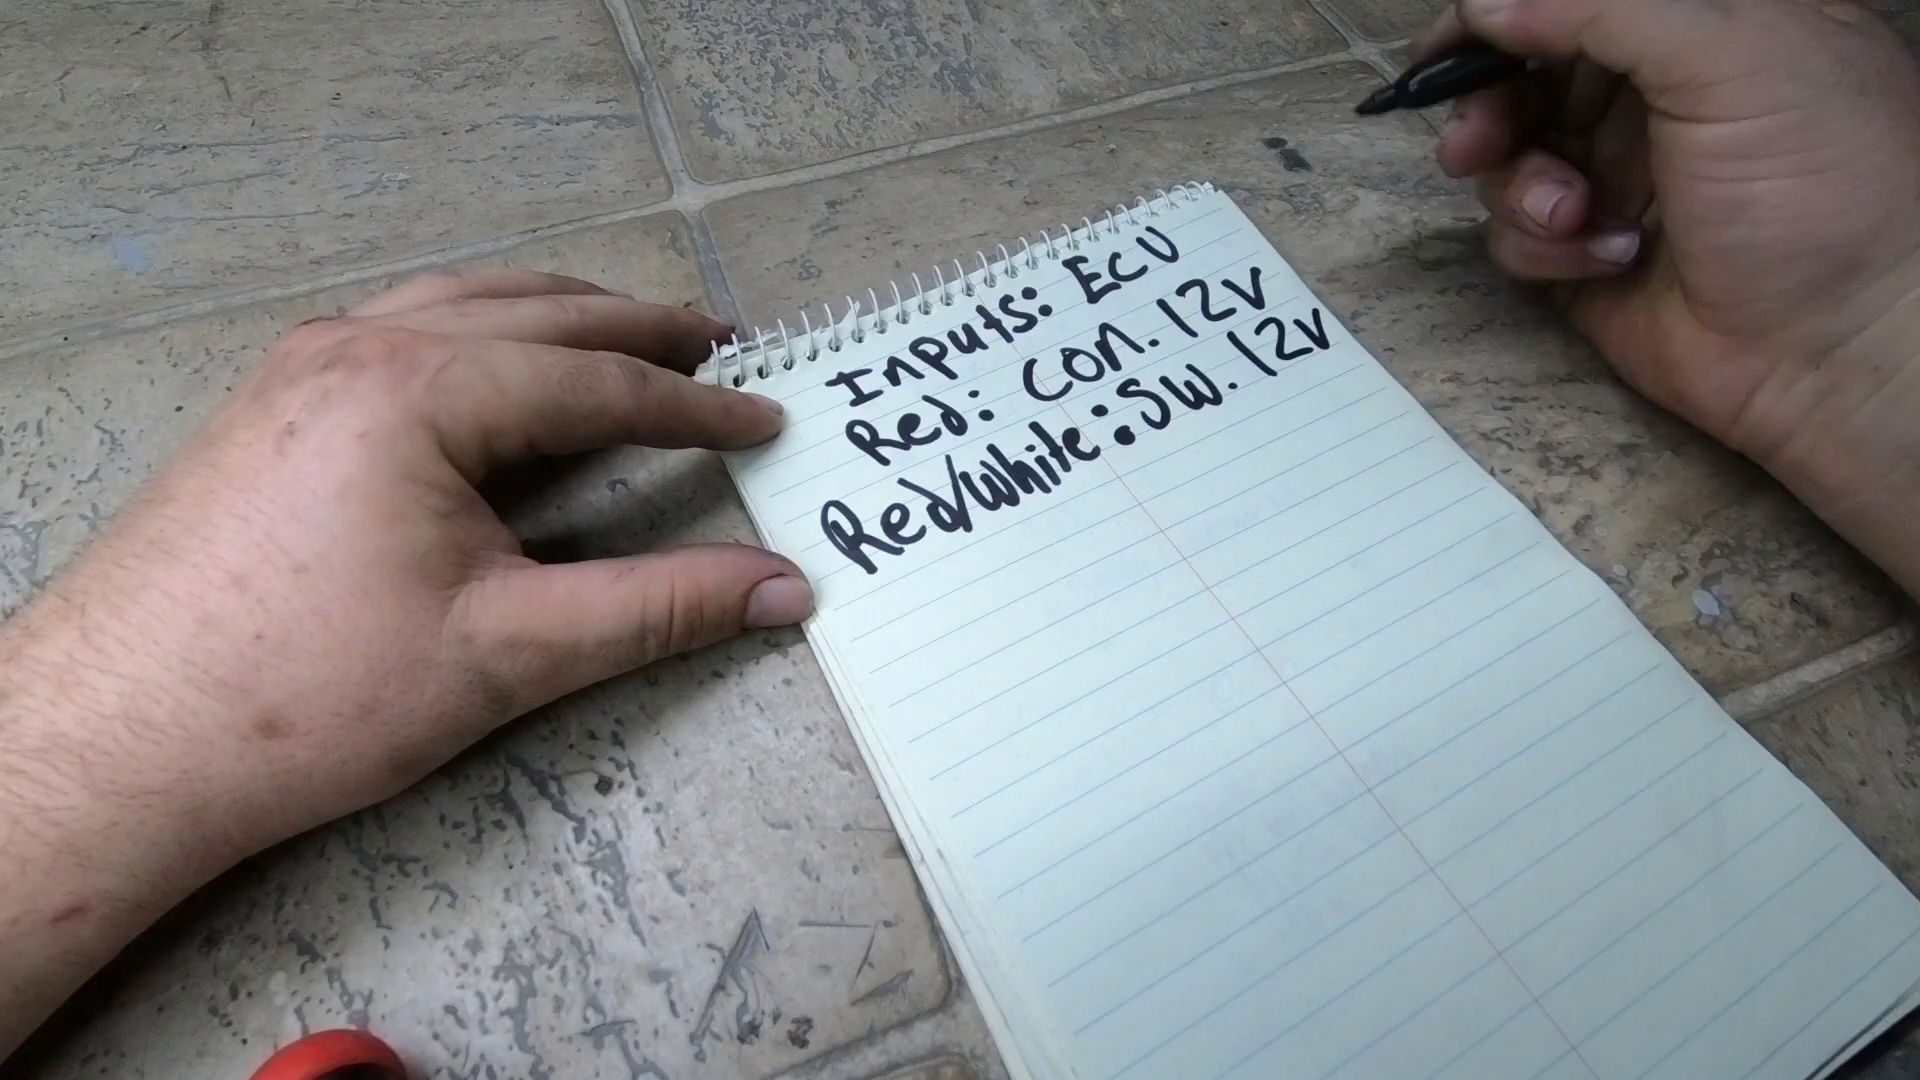 Inputs: ECU
Red: Con. 12v
Red/White: SW. 12v